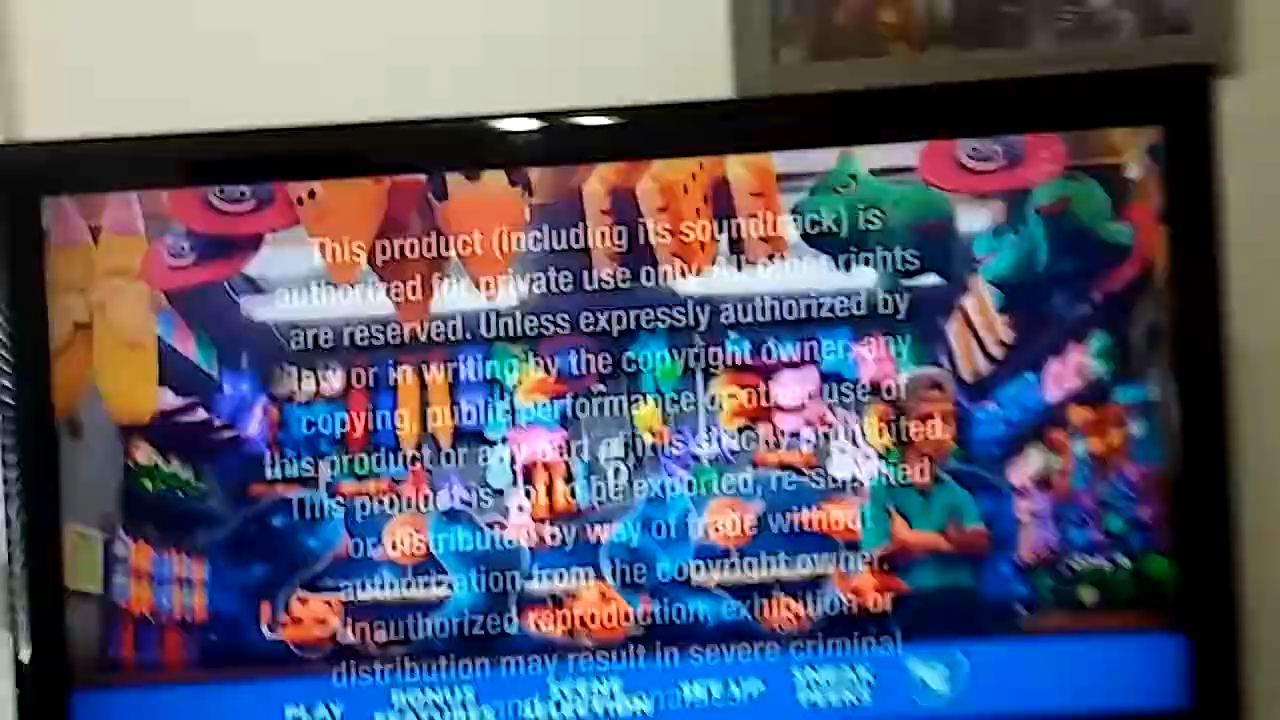 This product (including its soundtrack) is
authorized for private use only. All other rights
are reserved. Unless expressly authorized by
law or in writing by the copyright owner, any
copying, public performance or other use of
this product or any part of it is strictly prohibited.
This product is not to be exported, re-supplied
or distributed by way of trade without
authorization from the copyright owner.
Unauthorized reproduction, exhibition or
distribution may result in severe criminal
and
PLAY BONUS SET UP